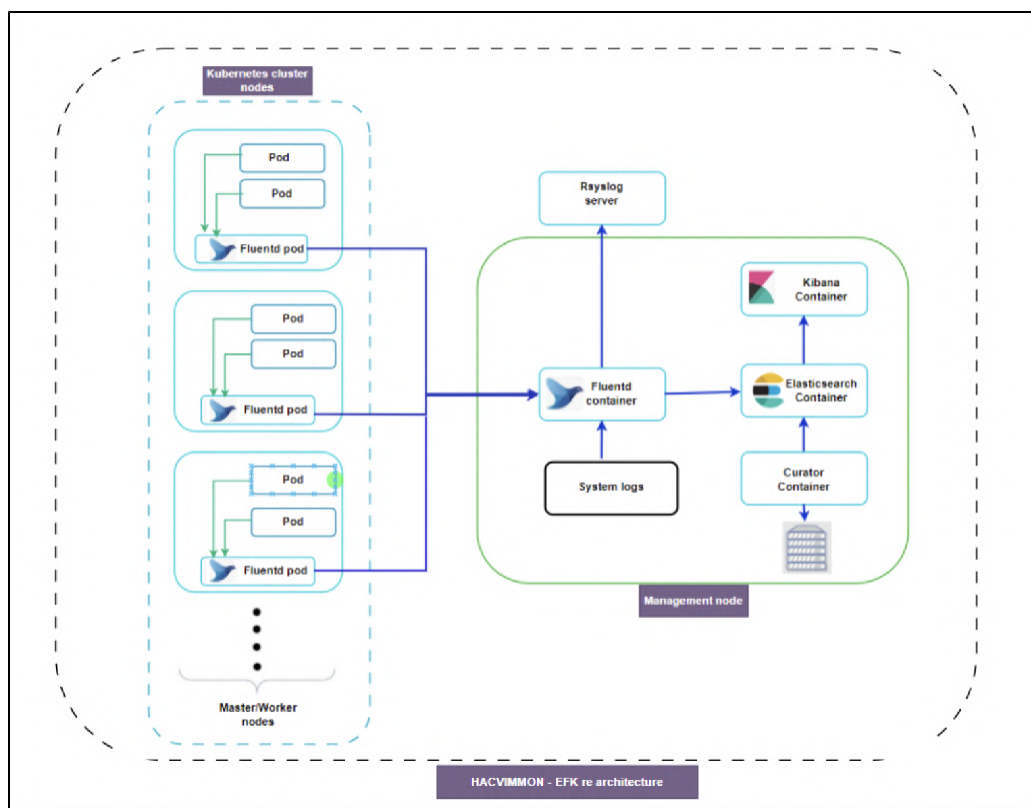 Kubernetes cluster
nodes
Pod
Pod
Fluentd pod
Pod
Pod
Fluentd pod
Pod
Pod
Fluentd pod
Master/Worker
nodes
Rsyslog
server
Kibana
Container
Fluentd
container
Elasticsearch
Container
System logs
Curator
Container
Management node
HACVIMMON - EFK re architecture